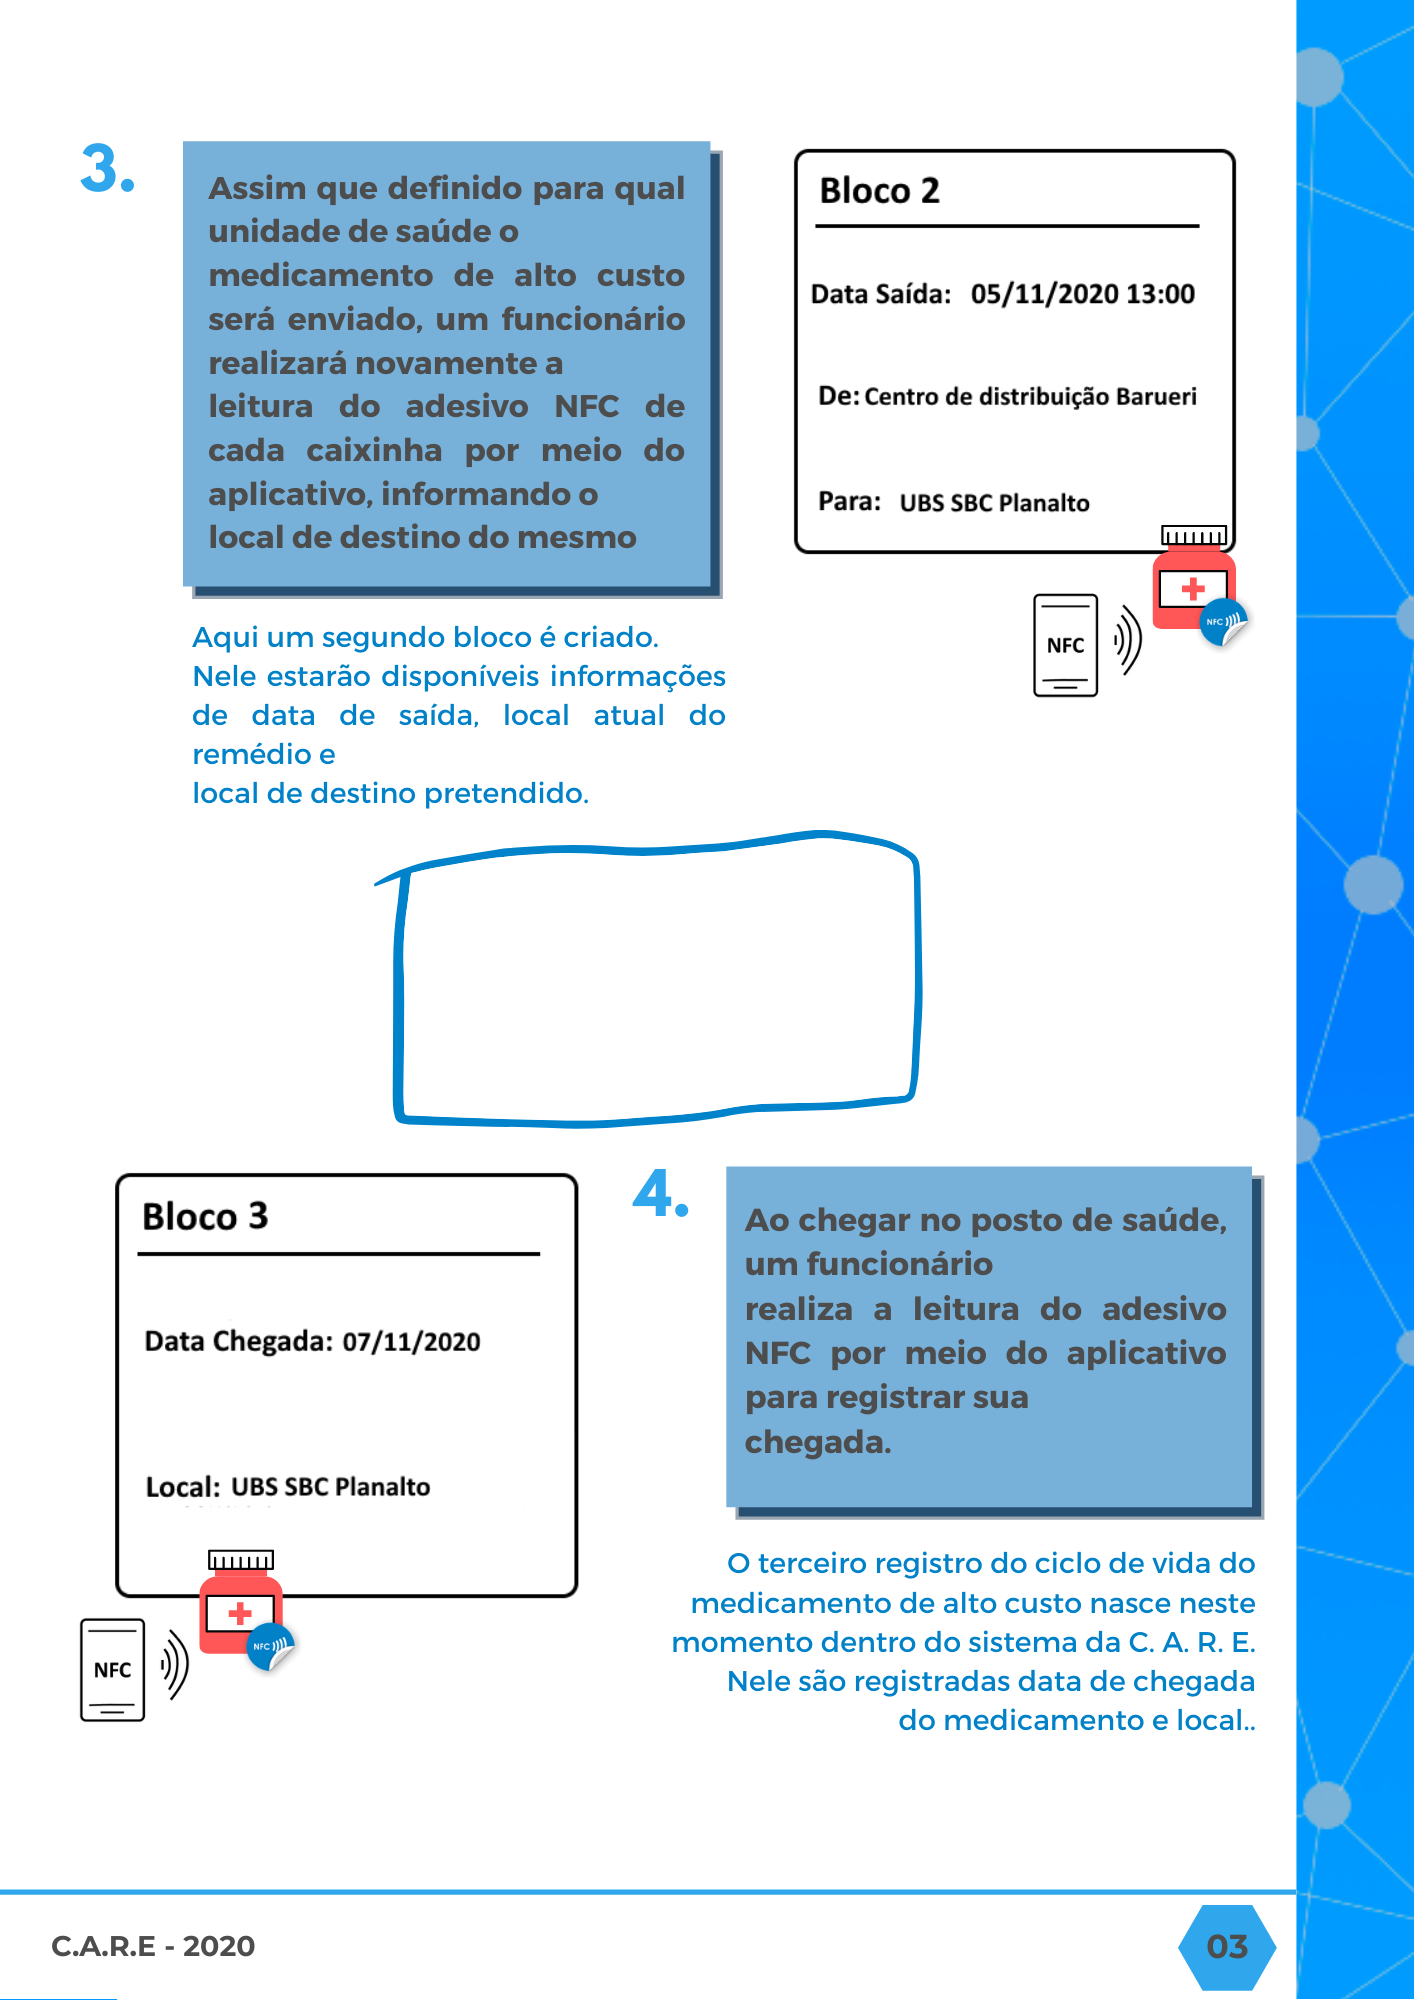 3.
Assim que definido para qual
unidade de saúde o
medicamento de alto custo
será enviado, um funcionário
realizará novamente a
leitura do adesivo NFC de
cada caixinha por meio do
aplicativo, informando o
local de destino do mesmo
Aqui um segundo bloco é criado.
Nele estarão disponíveis informações
de data de saída, local atual do
remédio e
local de destino pretendido.
Bloco 2
Data Saída: 05/11/2020 13:00
De: Centro de distribuição Barueri
Para: UBS SBC Planalto
NFC
NFC
Bloco 3
Data Chegada: 07/11/2020
Local: UBS SBC Planalto
NFC
NFC
4.
Ao chegar no posto de saúde,
um funcionário
realiza a leitura do adesivo
NFC por meio do aplicativo
para registrar sua
chegada.
O terceiro registro do ciclo de vida do
medicamento de alto custo nasce neste
momento dentro do sistema da C. A. R. E.
Nele são registradas data de chegada
do medicamento e local..
C.A.R.E - 2020
03